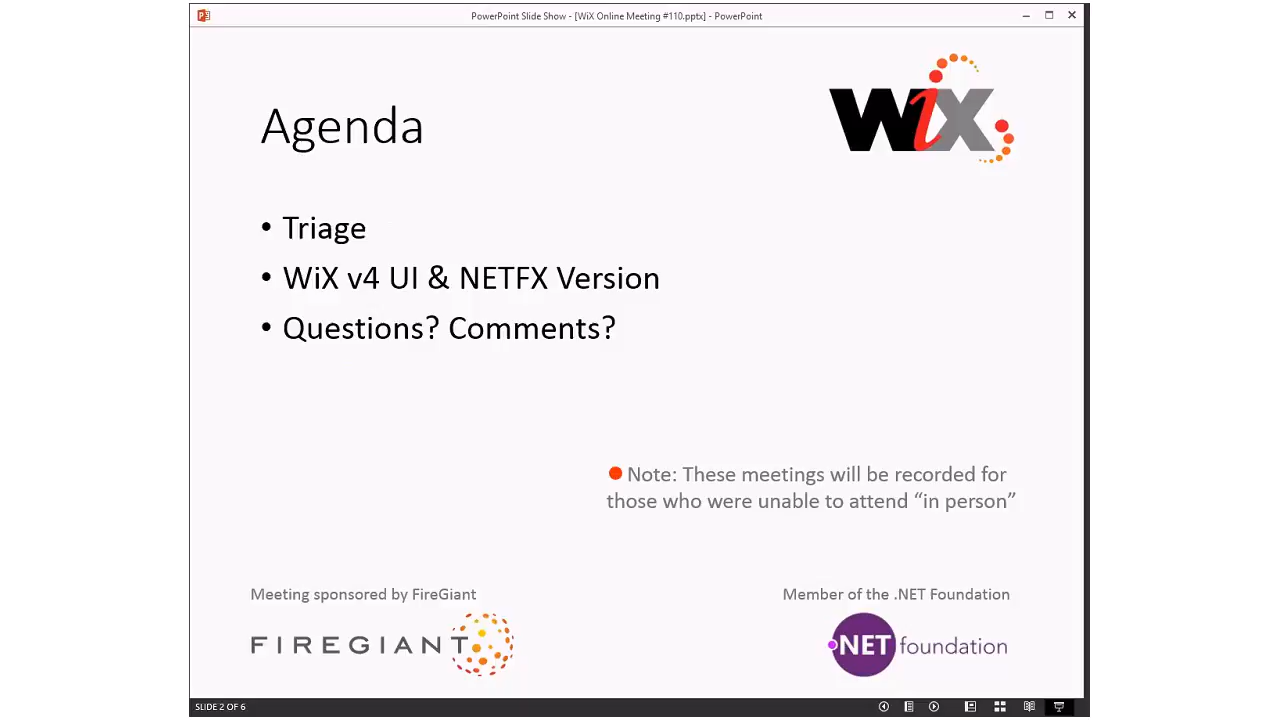 PowerPoint Slide Show - [WiX Online Meeting #110.pptx] - PowerPoint
WiX
Agenda
• Triage
• WiX v4 UI & NETFX Version
• Questions? Comments?
Note: These meetings will be recorded for
those who were unable to attend “in person”
Meeting sponsored by FireGiant
Member of the .NET Foundation
FIREGIANT
.NET foundation
SLIDE 2 OF 6